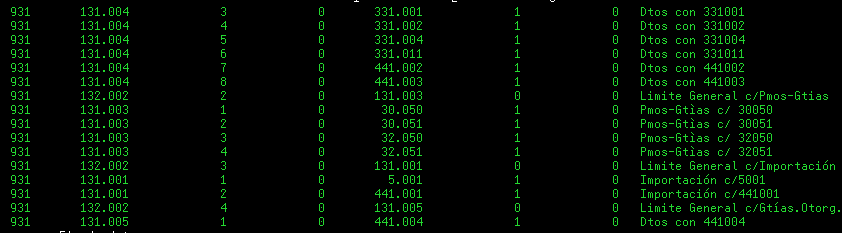 931 131.004 3 0 331.001 1 0 Dtos con 331001
931 131.004 4 0 331.002 1 0 Dtos con 331002
931 131.004 5 0 331.004 1 0 Dtos con 331004
931 131.004 6 0 331.011 1 0 Dtos con 331011
931 131.004 7 0 441.002 1 0 Dtos con 441002
931 131.004 8 0 441.003 1 0 Dtos con 441003
931 132.002 2 0 131.003 0 0 Limite General c/Pmos-Gtias
931 131.003 1 0 30.050 1 0 Pmos-Gtìas c/ 30050
931 131.003 2 0 30.051 1 0 Pmos-Gtìas c/ 30051
931 131.003 3 0 32.050 1 0 Pmos-Gtìas c/ 32050
931 131.003 4 0 32.051 1 0 Pmos-Gtìas c/ 32051
931 132.002 3 0 131.001 0 0 Limite General c/Importación
931 131.001 1 0 5.001 1 0 Importación c/5001
931 131.001 2 0 441.001 1 0 Importación c/441001
931 132.002 4 0 131.005 0 0 Limite General c/Gtías.Otorg.
931 131.005 1 0 441.004 1 0 Dtos con 441004